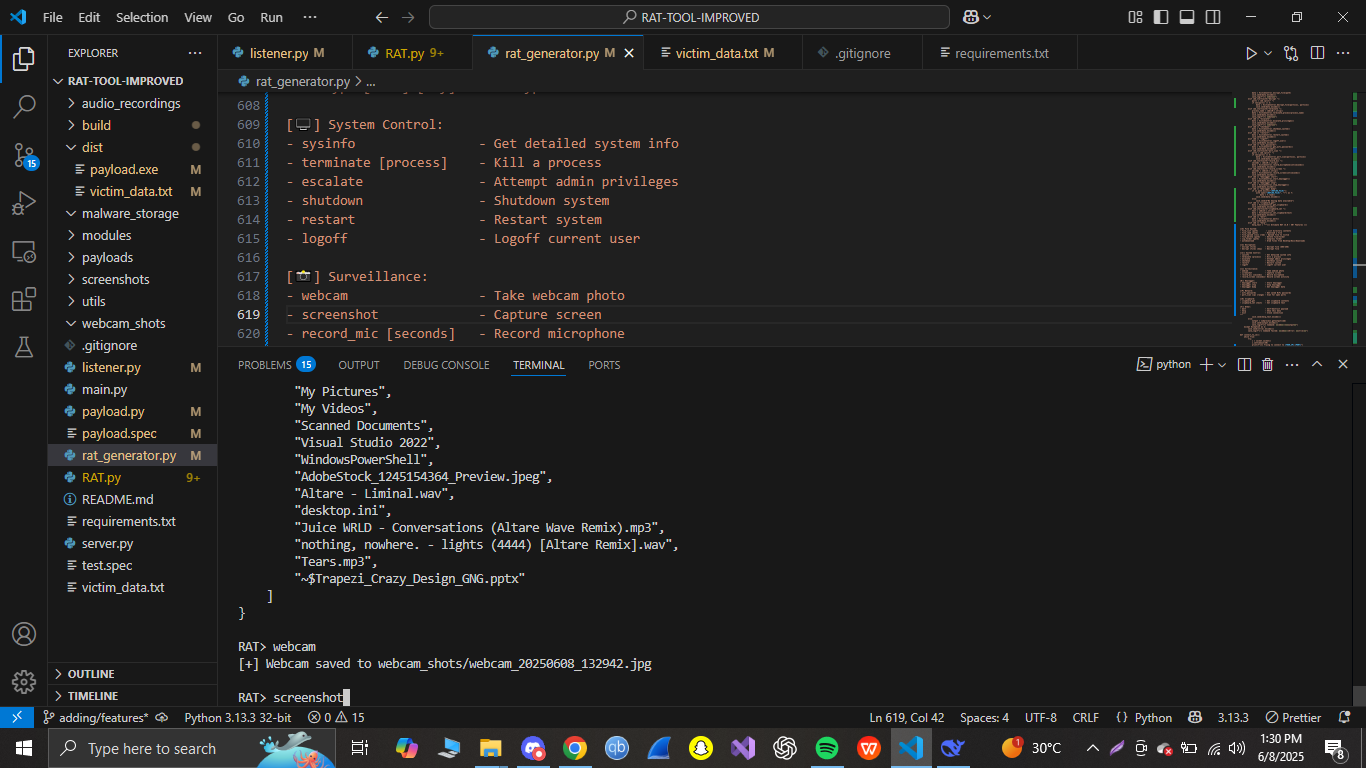 File Edit Selection View Go Run ··· RAT-TOOL-IMPROVED
EXPLORER
RAT-TOOL-IMPROVED
audio_recordings
build
dist
payload.exe M
victim_data.txt M
malware_storage
modules
payloads
screenshots
utils
webcam_shots
.gitignore
listener.py M
main.py
payload.py M
payload.spec M
rat_generator.py M
RAT.py 9+
README.md
requirements.txt
server.py
test.spec
victim_data.txt
OUTLINE
TIMELINE
15
listener.py M RAT.py 9+ rat_generator.py M victim_data.txt M .gitignore requirements.txt
rat_generator.py > ...
608
609 [🖥️] System Control:
610 - sysinfo - Get detailed system info
611 - terminate [process] - Kill a process
612 - escalate - Attempt admin privileges
613 - shutdown - Shutdown system
614 - restart - Restart system
615 - logoff - Logoff current user
616
617 [📸] Surveillance:
618 - webcam - Take webcam photo
619 - screenshot - Capture screen
620 - record_mic [seconds] - Record microphone
PROBLEMS 15 OUTPUT DEBUG CONSOLE TERMINAL PORTS python
"My Pictures",
"My Videos",
"Scanned Documents",
"Visual Studio 2022",
"WindowsPowerShell",
"AdobeStock_1245154364_Preview.jpeg",
"Altare - Liminal.wav",
"desktop.ini",
"Juice WRLD - Conversations (Altare Wave Remix).mp3",
"nothing, nowhere. - lights (4444) [Altare Remix].wav",
"Tears.mp3",
"~$Trapezi_Crazy_Design_GNG.pptx"
]
}
RAT> webcam
[+] Webcam saved to webcam_shots/webcam_20250608_132942.jpg
RAT> screenshot
adding/features* Python 3.13.3 32-bit 0 15 Ln 619, Col 42 Spaces: 4 UTF-8 CRLF {} Python 3.13.3 Prettier
Type here to search 1 30°C 1:30 PM
6/8/2025 8